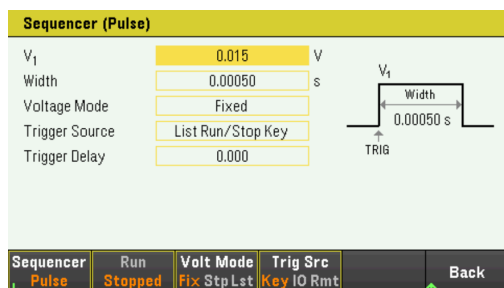 Sequencer (Pulse)
V1 0.015 V
Width 0.00050 s
Voltage Mode Fixed
Trigger Source List Run/Stop Key
Trigger Delay 0.000
V1
Width
0.00050 s
TRIG
Sequencer Run Volt Mode Trig Src
Pulse Stopped Fix Stp Lst Key IO Rmt Back